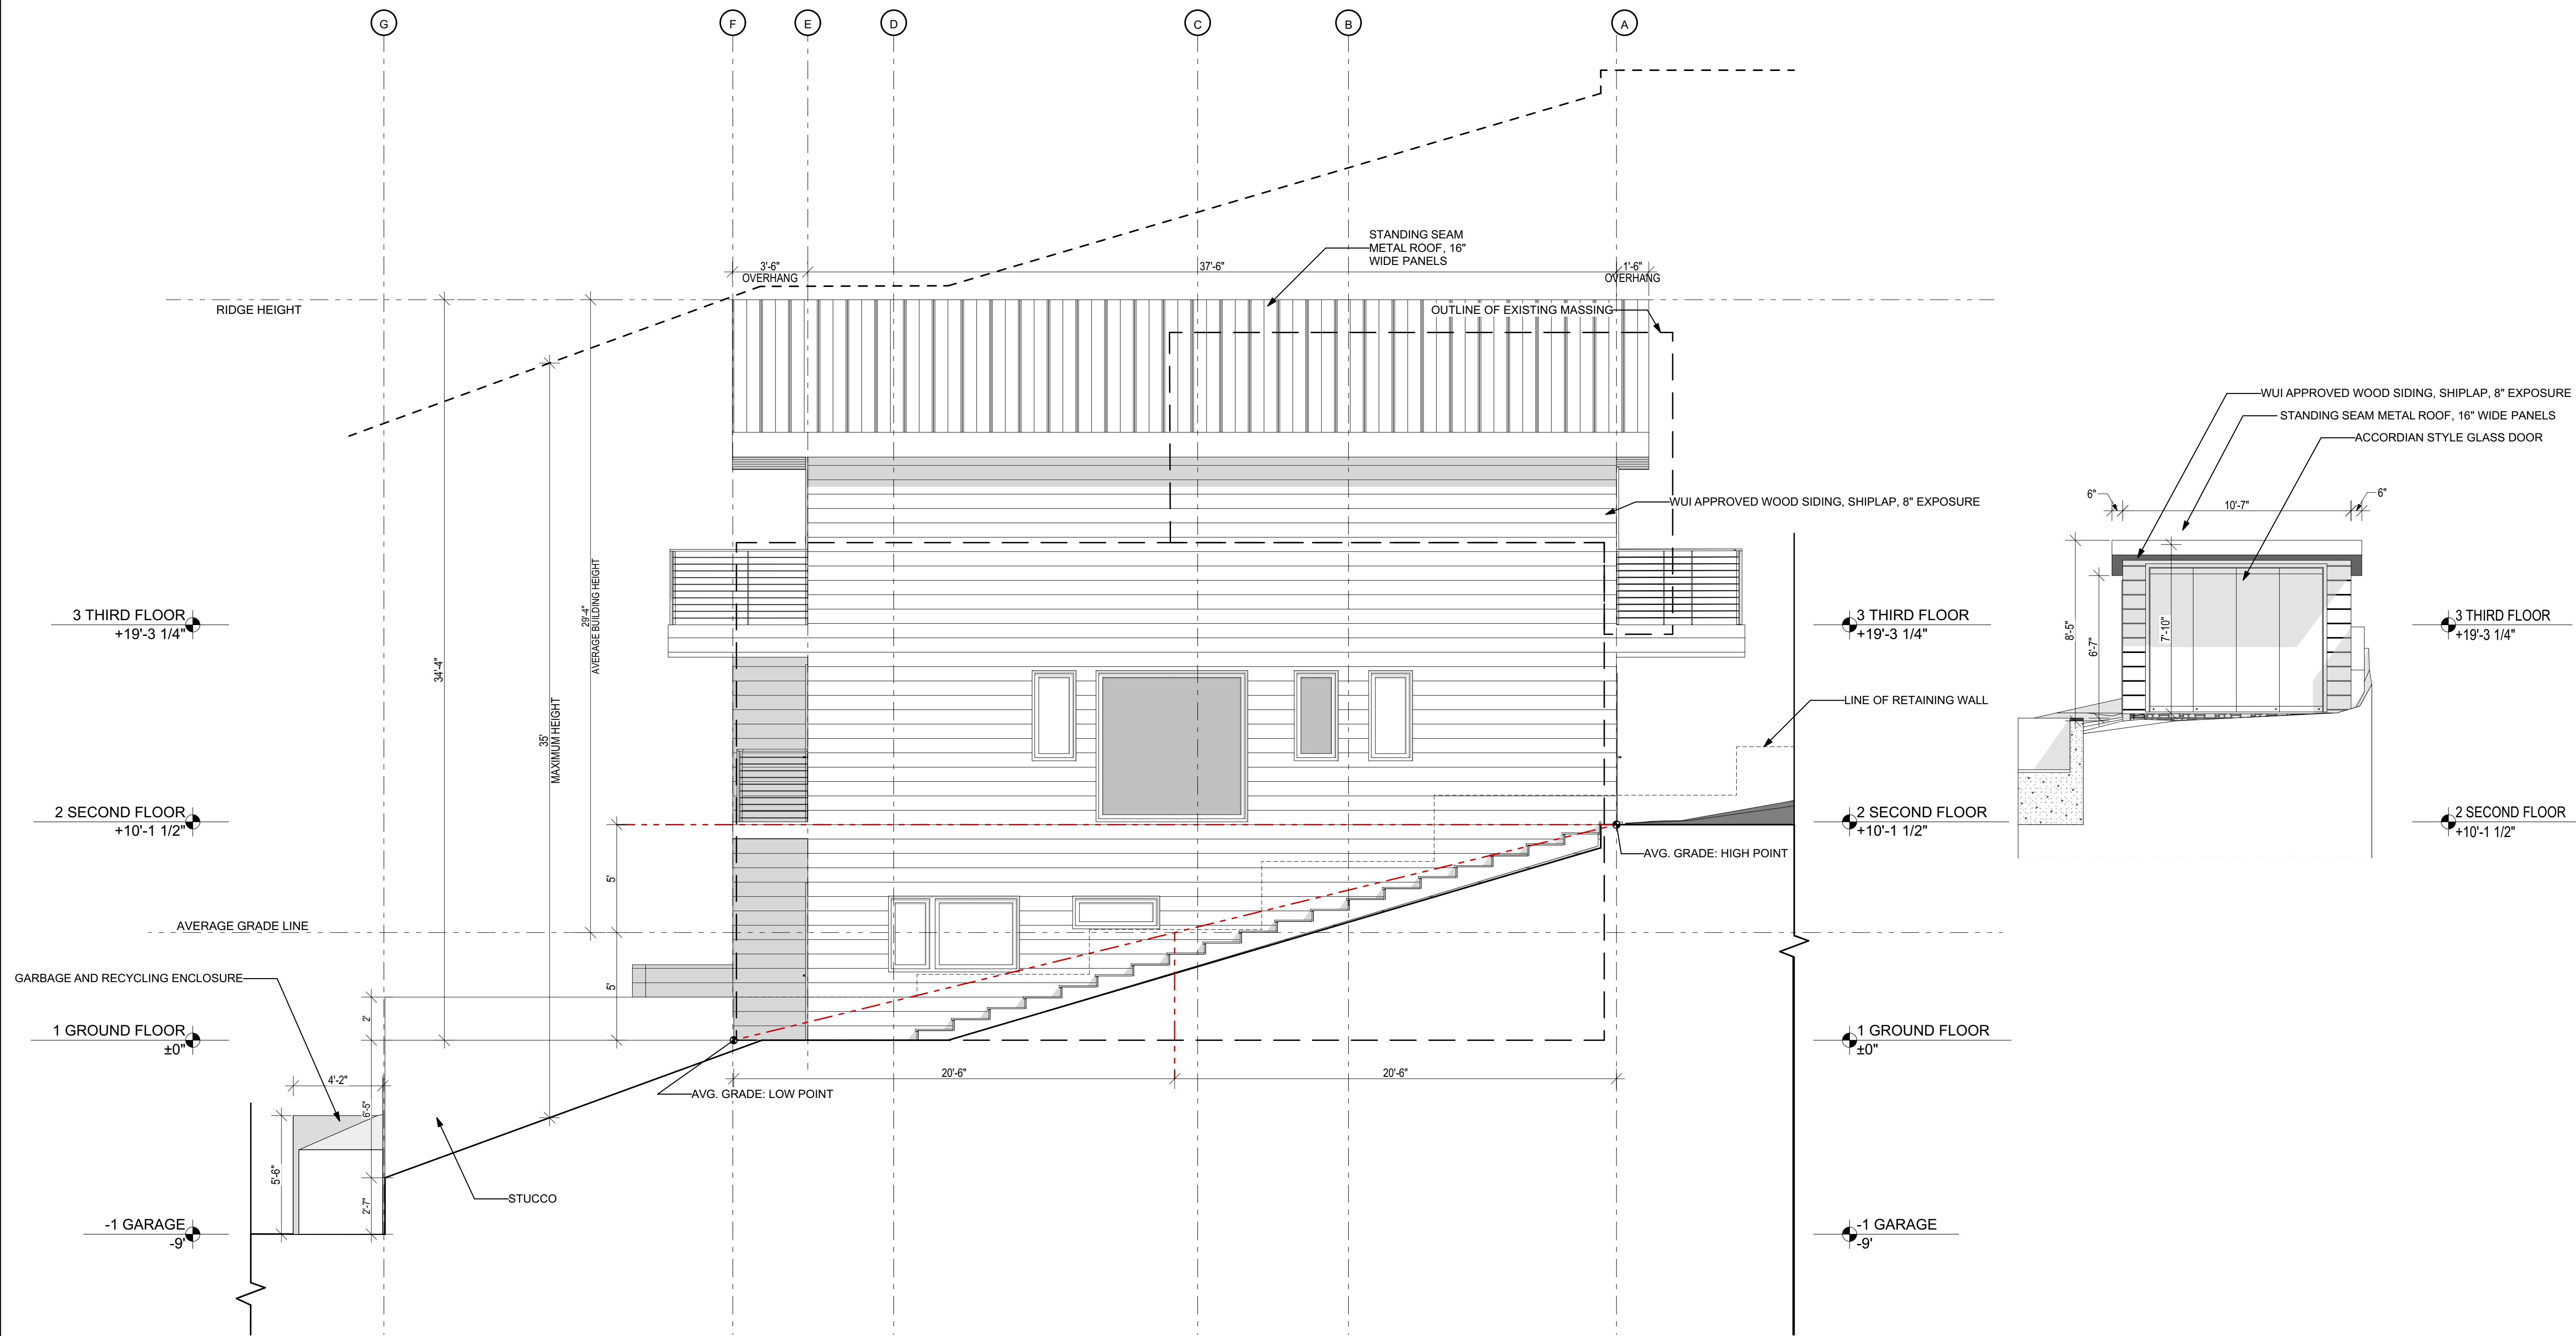 G
F
E
D
C
B
A
STANDING SEAM
METAL ROOF, 16"
WIDE PANELS
3'-6"
OVERHANG
37'-6"
1'-6"
OVERHANG
RIDGE HEIGHT
OUTLINE OF EXISTING MASSING
WUI APPROVED WOOD SIDING, SHIPLAP, 8" EXPOSURE
STANDING SEAM METAL ROOF, 16" WIDE PANELS
ACCORDIAN STYLE GLASS DOOR
WUI APPROVED WOOD SIDING, SHIPLAP, 8" EXPOSURE
6"
10'-7"
6"
8'-5"
6'-7"
7'-10"
34'-4"
35'
MAXIMUM HEIGHT
29'-4"
AVERAGE BUILDING HEIGHT
3 THIRD FLOOR
+19'-3 1/4"
3 THIRD FLOOR
+19'-3 1/4"
3 THIRD FLOOR
+19'-3 1/4"
LINE OF RETAINING WALL
2 SECOND FLOOR
+10'-1 1/2"
2 SECOND FLOOR
+10'-1 1/2"
2 SECOND FLOOR
+10'-1 1/2"
AVG. GRADE: HIGH POINT
5'
AVERAGE GRADE LINE
5'
GARBAGE AND RECYCLING ENCLOSURE
2'
1 GROUND FLOOR
±0"
1 GROUND FLOOR
±0"
4'-2"
6'-5"
20'-6"
20'-6"
AVG. GRADE: LOW POINT
5'-6"
2'-7"
STUCCO
-1 GARAGE
-9'
-1 GARAGE
-9'